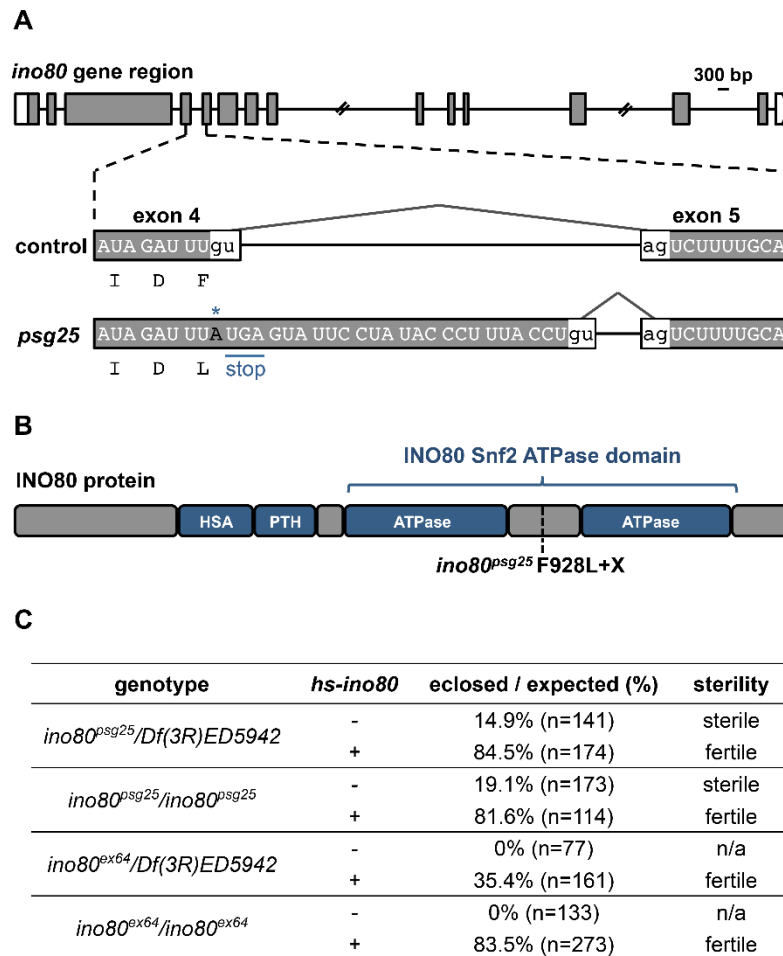 A
ino80 gene region
300 bp
exon 4
exon 5
control
AUA GAU UU gu
ag UCUUUUGCA
I D F
*
psg25
AUA GAU UUA UGA GUA UUC CUA UAC CCU UUA CCU gu
ag UCUUUUGCA
I D L stop
B
INO80 Snf2 ATPase domain
INO80 protein
HSA PTH ATPase ATPase
ino80psg25 F928L+X
C
genotype hs-ino80 eclosed / expected (%) sterility
ino80psg25/Df(3R)ED5942
- 14.9% (n=141) sterile
+ 84.5% (n=174) fertile
ino80psg25/ino80psg25
- 19.1% (n=173) sterile
+ 81.6% (n=114) fertile
ino80ex64/Df(3R)ED5942
- 0% (n=77) n/a
+ 35.4% (n=161) fertile
ino80ex64/ino80ex64
- 0% (n=133) n/a
+ 83.5% (n=273) fertile